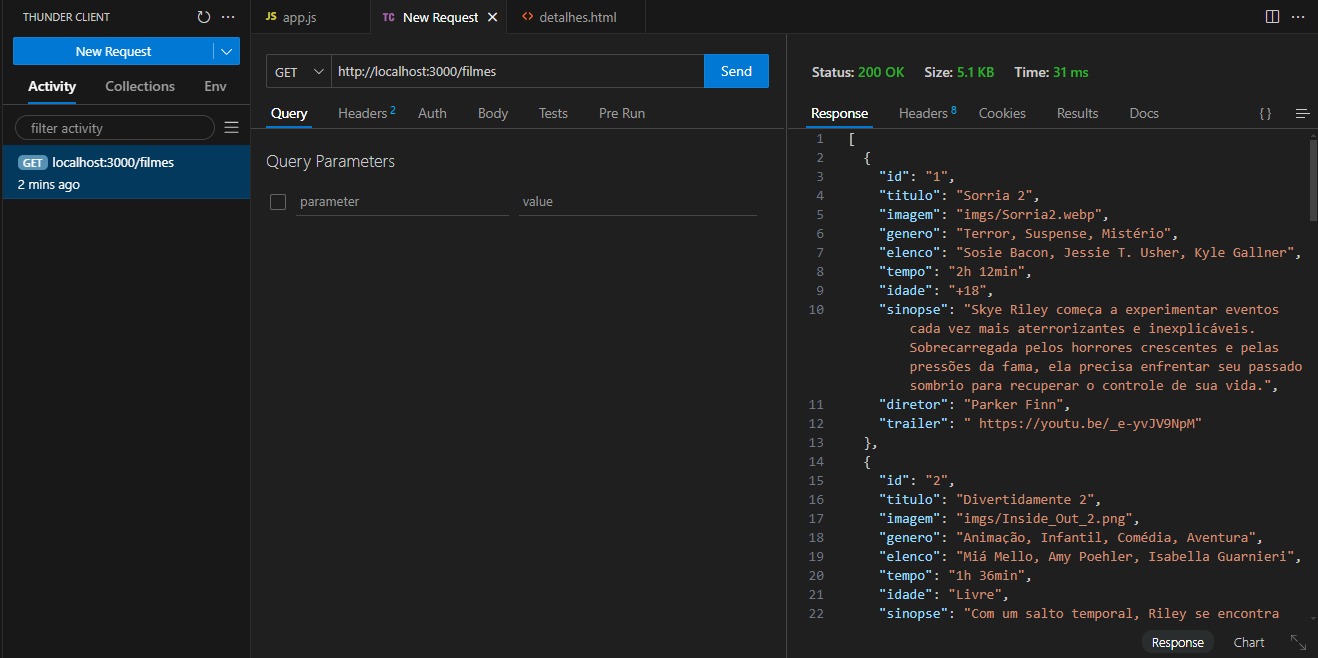 THUNDER CLIENT
New Request
Activity Collections Env
filter activity
GET localhost:3000/filmes
2 mins ago
JS app.js
TC New Request
<> detalhes.html
GET http://localhost:3000/filmes Send
Query Headers 2 Auth Body Tests Pre Run
Query Parameters
parameter value
Status: 200 OK Size: 5.1 KB Time: 31 ms
Response Headers 8 Cookies Results Docs { }
1 [
2 {
3 "id": "1",
4 "titulo": "Sorria 2",
5 "imagem": "imgs/Sorria2.webp",
6 "genero": "Terror, Suspense, Mistério",
7 "elenco": "Sosie Bacon, Jessie T. Usher, Kyle Gallner",
8 "tempo": "2h 12min",
9 "idade": "+18",
10 "sinopse": "Skye Riley começa a experimentar eventos
cada vez mais aterrorizantes e inexplicáveis.
Sobrecarregada pelos horrores crescentes e pelas
pressões da fama, ela precisa enfrentar seu passado
sombrio para recuperar o controle de sua vida.",
11 "diretor": "Parker Finn",
12 "trailer": " https://youtu.be/_e-yvJV9NpM"
13 },
14 {
15 "id": "2",
16 "titulo": "Divertidamente 2",
17 "imagem": "imgs/Inside_Out_2.png",
18 "genero": "Animação, Infantil, Comédia, Aventura",
19 "elenco": "Miá Mello, Amy Poehler, Isabella Guarnieri",
20 "tempo": "1h 36min",
21 "idade": "Livre",
22 "sinopse": "Com um salto temporal, Riley se encontra
Response Chart